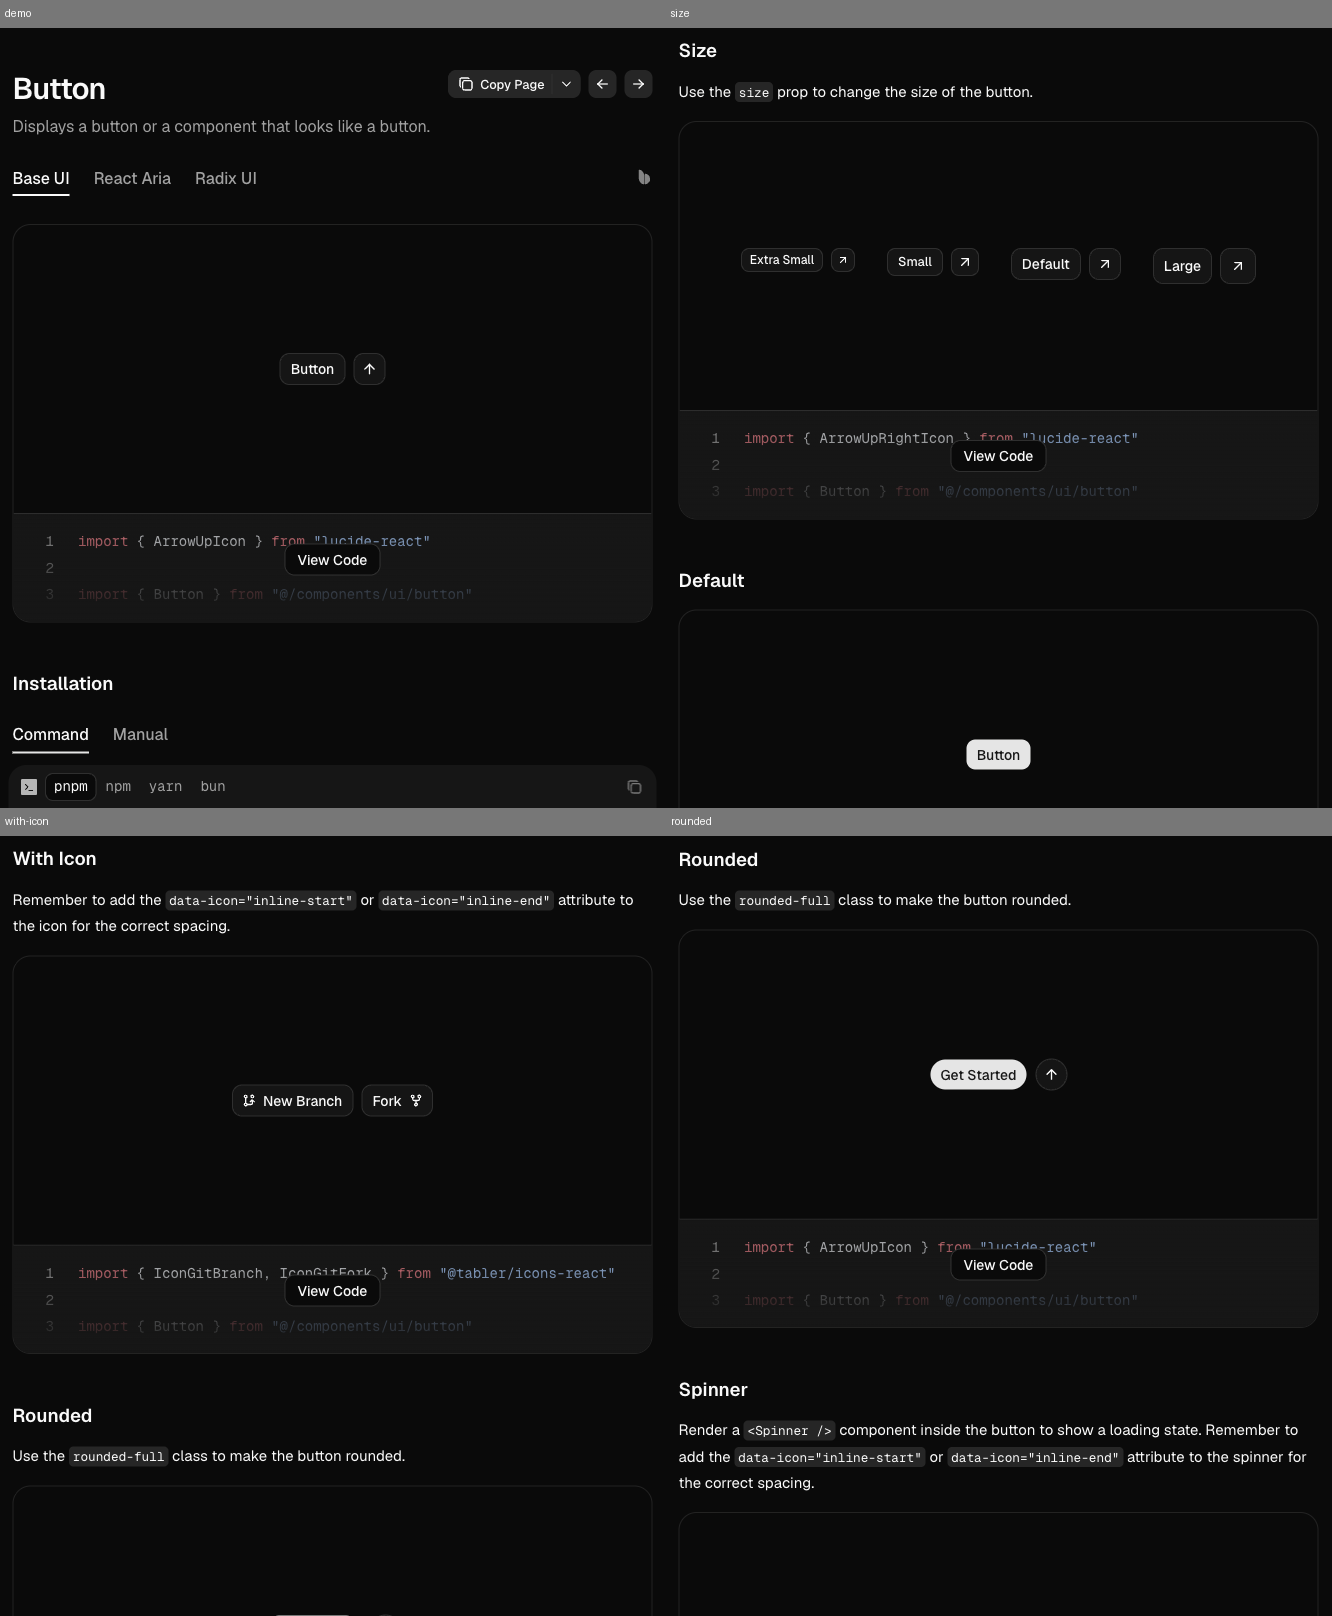 demo
Button
Copy Page
Displays a button or a component that looks like a button.
Base UI
React Aria
Radix UI
Button
1 import { ArrowUpIcon } from "lucide-react"
2
3 import { Button } from "@/components/ui/button"
View Code
Installation
Command
Manual
pnpm npm yarn bun
size
Size
Use the size prop to change the size of the button.
Extra Small
Small
Default
Large
1 import { ArrowUpRightIcon } from "lucide-react"
2
3 import { Button } from "@/components/ui/button"
View Code
Default
Button
with-icon
With Icon
Remember to add the data-icon="inline-start" or data-icon="inline-end" attribute to
the icon for the correct spacing.
New Branch
Fork
1 import { IconGitBranch, IconGitFork } from "@tabler/icons-react"
2
3 import { Button } from "@/components/ui/button"
View Code
Rounded
Use the rounded-full class to make the button rounded.
rounded
Rounded
Use the rounded-full class to make the button rounded.
Get Started
1 import { ArrowUpIcon } from "lucide-react"
2
3 import { Button } from "@/components/ui/button"
View Code
Spinner
Render a <Spinner /> component inside the button to show a loading state. Remember to
add the data-icon="inline-start" or data-icon="inline-end" attribute to the spinner for
the correct spacing.